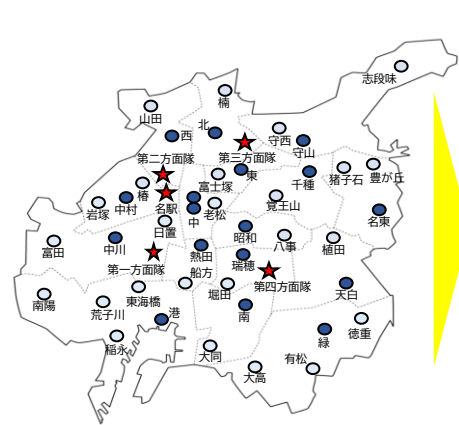 志段味
楠
山田
北
守西
西
守山
第二方面隊
第三方面隊
東
猪子石
豊が丘
千種
富士塚
椿
岩塚
中村
名駅
老松
覚王山
中
名東
日置
昭和
八事
植田
富田
中川
熱田
瑞穂
第一方面隊
船方
第四方面隊
南陽
東海橋
堀田
天白
荒子川
港
南
徳重
緑
稲永
大同
有松
大高